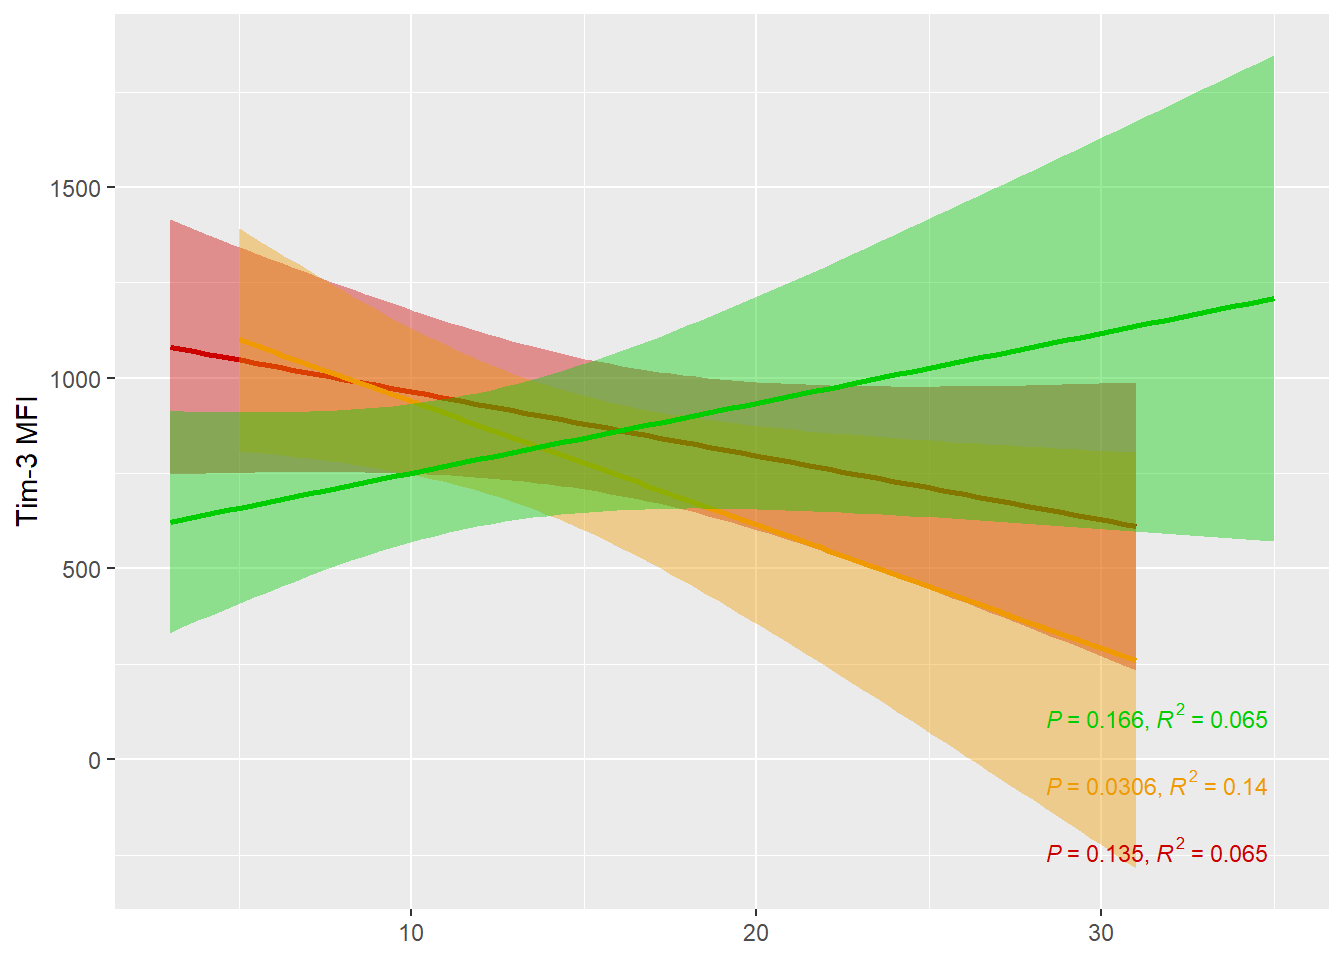 Tim-3 MFI
1500
1000
500
0
P = 0.166, R² = 0.065
P = 0.0306, R² = 0.14
P = 0.135, R² = 0.065
10
20
30